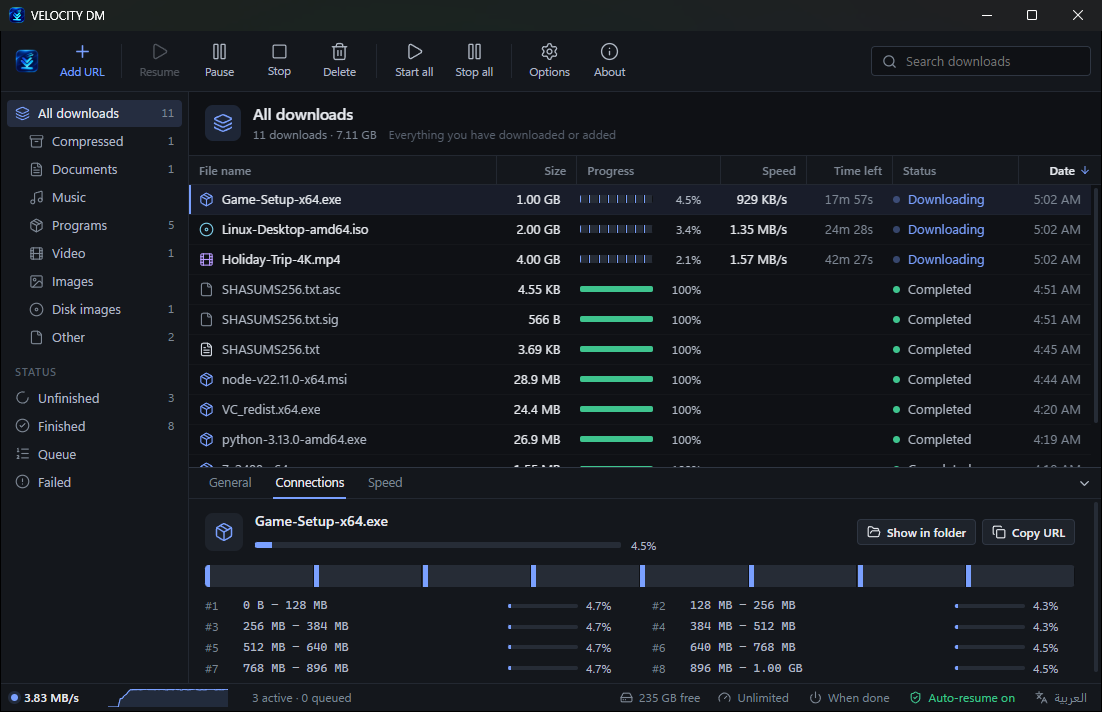 VELOCITY DM
Add URL Resume Pause Stop Delete Start all Stop all Options About Search downloads
All downloads 11
Compressed 1
Documents 1
Music
Programs 5
Video 1
Images
Disk images 1
Other 2
STATUS
Unfinished 3
Finished 8
Queue
Failed
All downloads
11 downloads · 7.11 GB Everything you have downloaded or added
File name Size Progress Speed Time left Status Date
Game-Setup-x64.exe 1.00 GB 4.5% 929 KB/s 17m 57s Downloading 5:02 AM
Linux-Desktop-amd64.iso 2.00 GB 3.4% 1.35 MB/s 24m 28s Downloading 5:02 AM
Holiday-Trip-4K.mp4 4.00 GB 2.1% 1.57 MB/s 42m 27s Downloading 5:02 AM
SHASUMS256.txt.asc 4.55 KB 100% Completed 4:51 AM
SHASUMS256.txt.sig 566 B 100% Completed 4:51 AM
SHASUMS256.txt 3.69 KB 100% Completed 4:45 AM
node-v22.11.0-x64.msi 28.9 MB 100% Completed 4:44 AM
VC_redist.x64.exe 24.4 MB 100% Completed 4:20 AM
python-3.13.0-amd64.exe 26.9 MB 100% Completed 4:19 AM
General Connections Speed
Game-Setup-x64.exe
4.5%
Show in folder Copy URL
#1 0 B – 128 MB 4.7% #2 128 MB – 256 MB 4.3%
#3 256 MB – 384 MB 4.7% #4 384 MB – 512 MB 4.3%
#5 512 MB – 640 MB 4.7% #6 640 MB – 768 MB 4.5%
#7 768 MB – 896 MB 4.7% #8 896 MB – 1.00 GB 4.5%
3.83 MB/s 3 active · 0 queued 235 GB free Unlimited When done Auto-resume on العربية